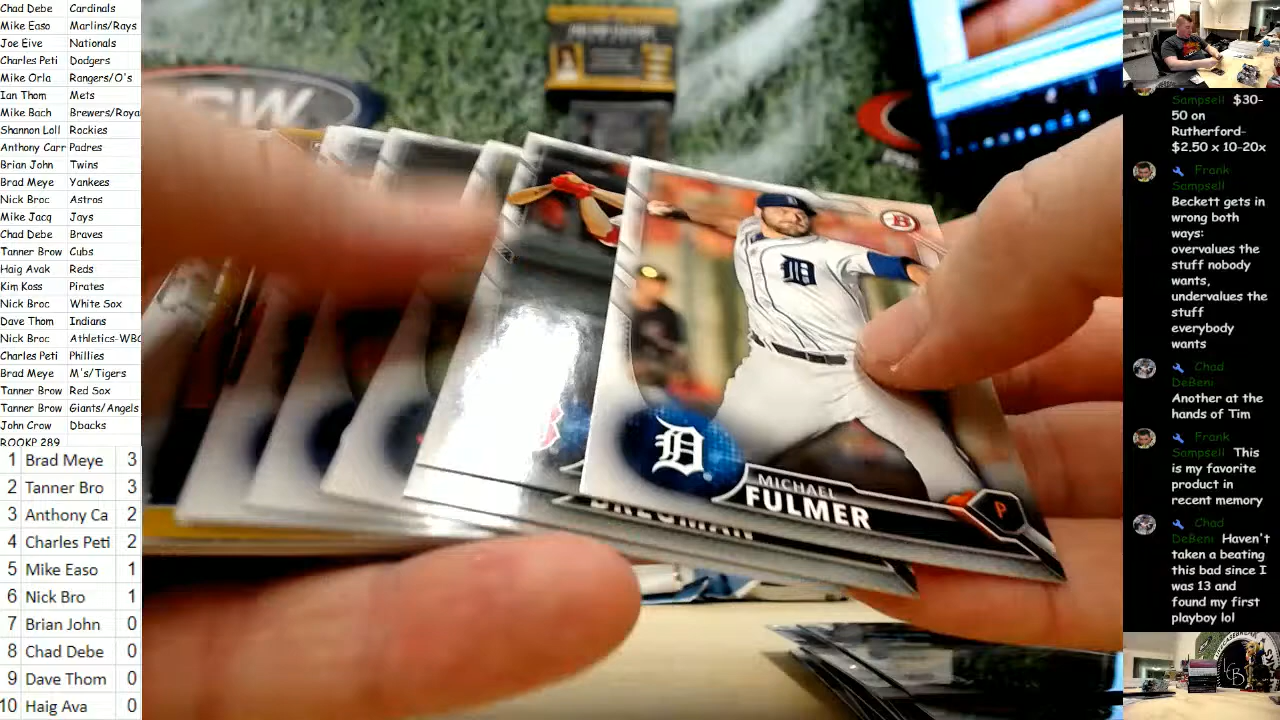 Chad Debe Cardinals
Mike Easo Marlins/Rays
Joe Eive Nationals
Charles Peti Dodgers
Mike Orla Rangers/O's
Ian Thom Mets
Mike Bach Brewers/Roya
Shannon Loll Rockies
Anthony Carr Padres
Brian John Twins
Brad Meye Yankees
Nick Broc Astros
Mike Jacq Jays
Chad Debe Braves
Tanner Brow Cubs
Haig Avak Reds
Kim Koss Pirates
Nick Broc White Sox
Dave Thom Indians
Nick Broc Athletics-WBC
Charles Peti Phillies
Brad Meye M's/Tigers
Tanner Brow Red Sox
Tanner Brow Giants/Angels
John Crow Dbacks
1 Brad Meye 3
2 Tanner Bro 3
3 Anthony Ca 2
4 Charles Peti 2
5 Mike Easo 1
6 Nick Bro 1
7 Brian John 0
8 Chad Debe 0
9 Dave Thom 0
10 Haig Ava 0
B
D
D
MICHAEL
FULMER
P
BREGMAN
Sampsell $30-
50 on
Rutherford-
$2.50 x 10-20x
Frank
Sampsell
Beckett gets in
wrong both
ways:
overvalues the
stuff nobody
wants,
undervalues the
stuff
everybody
wants
Chad
DeBeni
Another at the
hands of Tim
Frank
Sampsell This
is my favorite
product in
recent memory
Chad
DeBeni Haven't
taken a beating
this bad since I
was 13 and
found my first
playboy lol